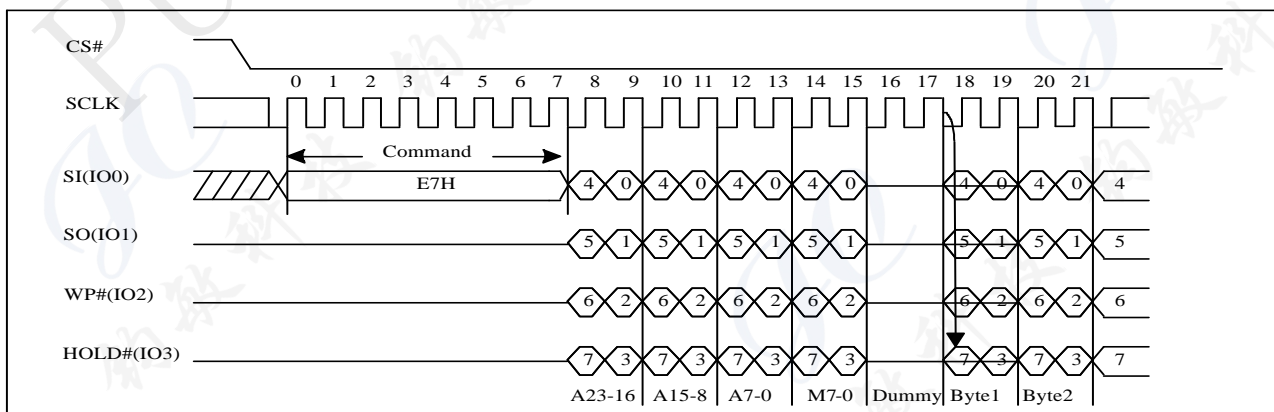 CS#
0 1 2 3 4 5 6 7 8 9 10 11 12 13 14 15 16 17 18 19 20 21
SCLK
Command
SI(IO0) E7H 4 0 4 0 4 0 4 0 4 0 4 0 4
SO(IO1) 5 1 5 1 5 1 5 1 5 1 5 1 5
WP#(IO2) 6 2 6 2 6 2 6 2 6 2 6 2 6
HOLD#(IO3) 7 3 7 3 7 3 7 3 7 3 7 3 7
A23-16 A15-8 A7-0 M7-0 Dummy Byte1 Byte2